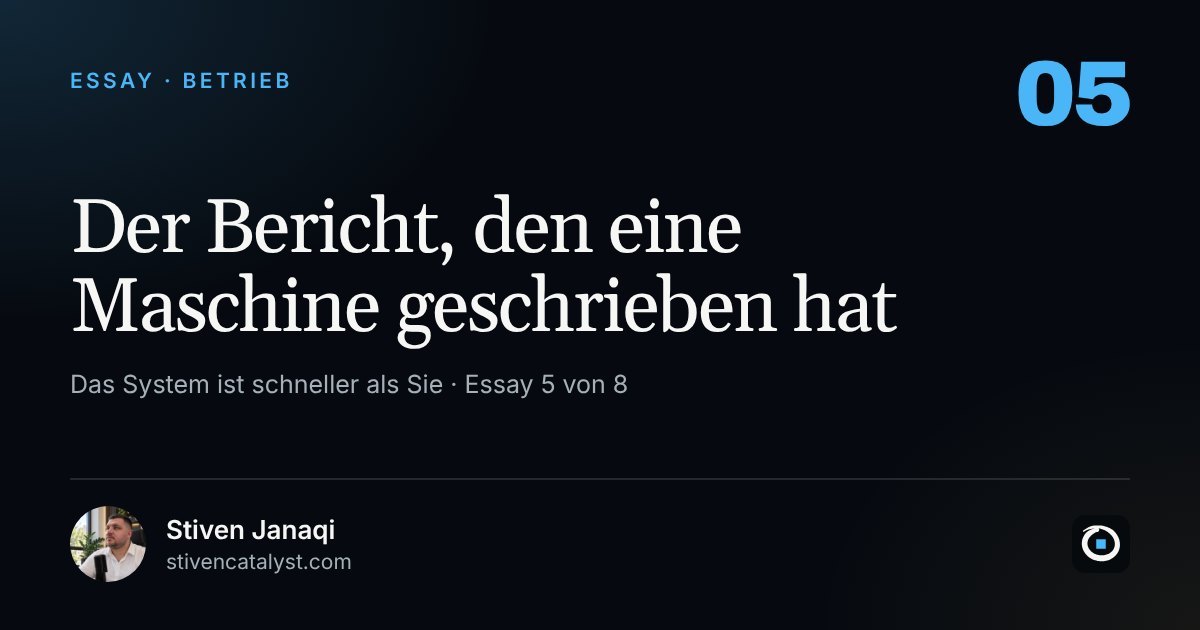 ESSAY · BETRIEB
05
Der Bericht, den eine
Maschine geschrieben hat
Das System ist schneller als Sie · Essay 5 von 8
Stiven Janaqi
stivencatalyst.com